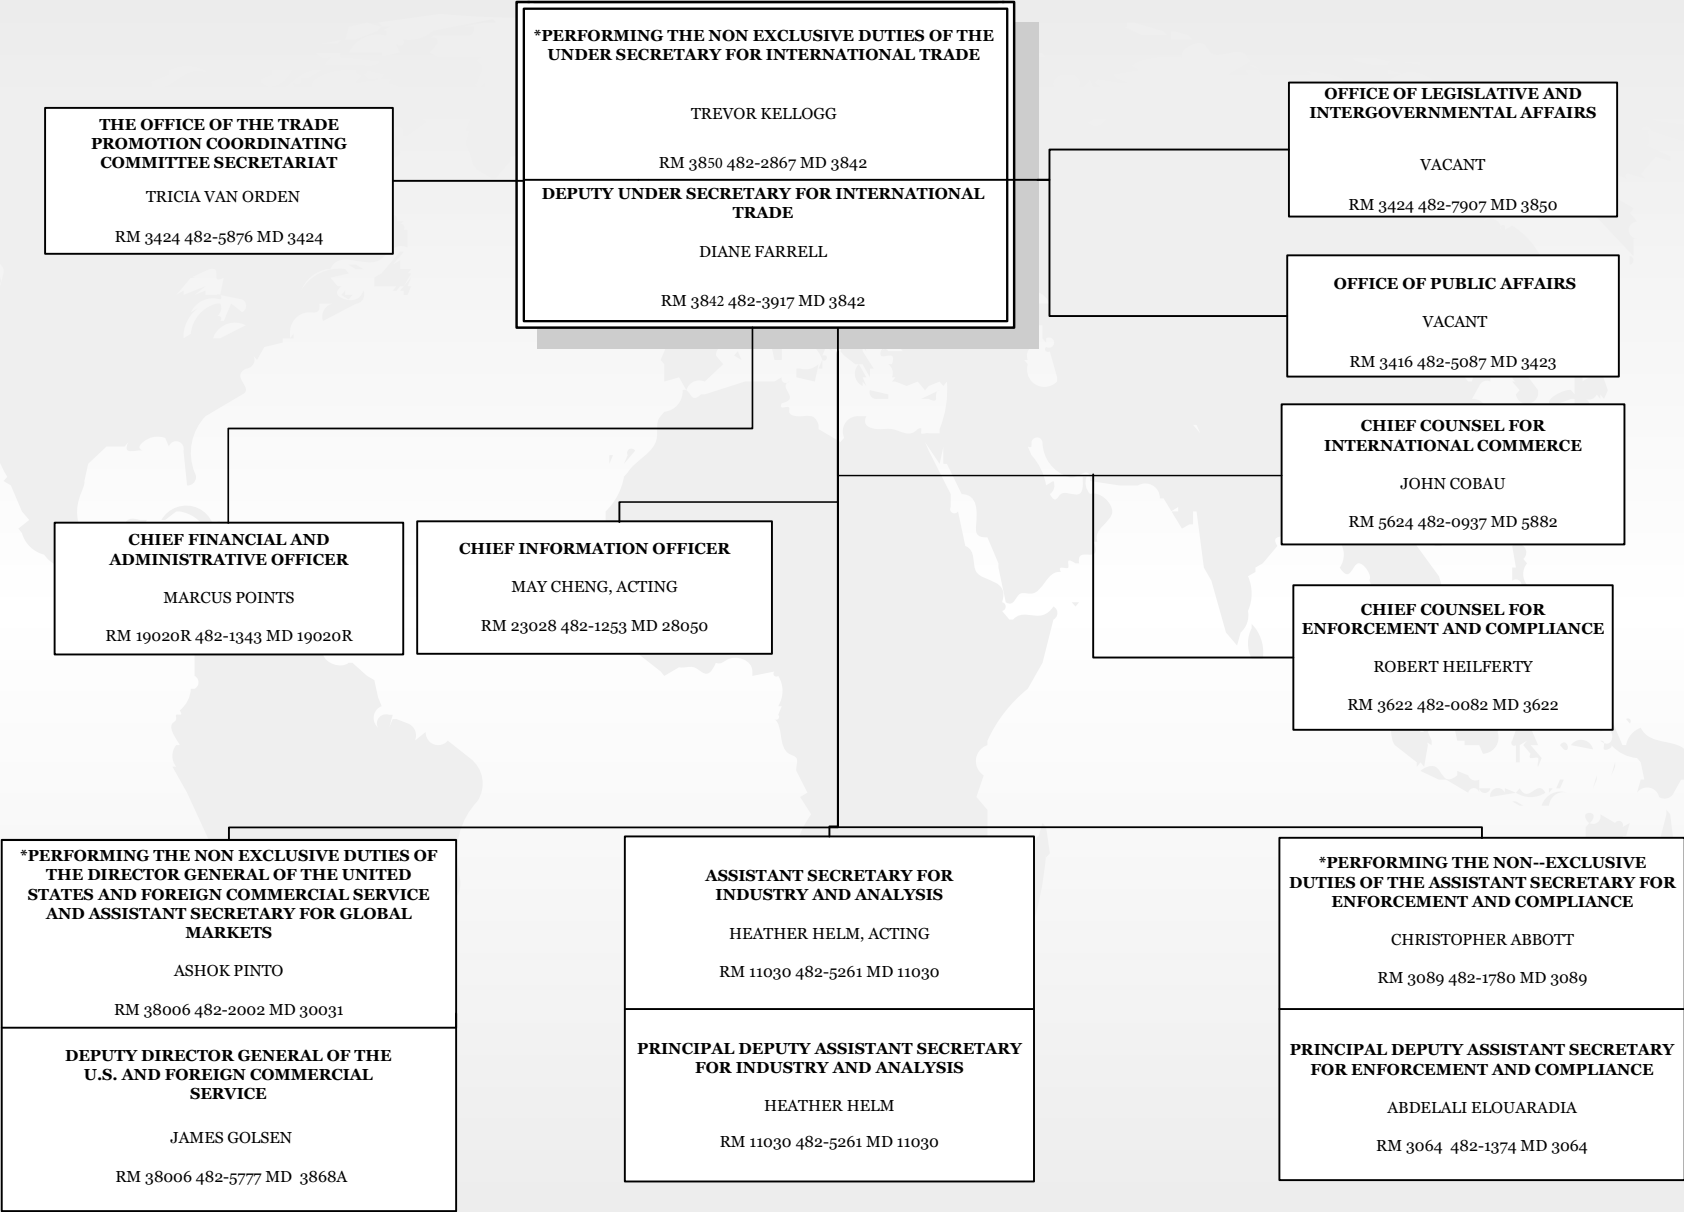 *PERFORMING THE NON EXCLUSIVE DUTIES OF THE
UNDER SECRETARY FOR INTERNATIONAL TRADE
TREVOR KELLOGG
RM 3850 482-2867 MD 3842
DEPUTY UNDER SECRETARY FOR INTERNATIONAL
TRADE
DIANE FARRELL
RM 3842 482-3917 MD 3842
THE OFFICE OF THE TRADE
PROMOTION COORDINATING
COMMITTEE SECRETARIAT
TRICIA VAN ORDEN
RM 3424 482-5876 MD 3424
OFFICE OF LEGISLATIVE AND
INTERGOVERNMENTAL AFFAIRS
VACANT
RM 3424 482-7907 MD 3850
OFFICE OF PUBLIC AFFAIRS
VACANT
RM 3416 482-5087 MD 3423
CHIEF COUNSEL FOR
INTERNATIONAL COMMERCE
JOHN COBAU
RM 5624 482-0937 MD 5882
CHIEF FINANCIAL AND
ADMINISTRATIVE OFFICER
MARCUS POINTS
RM 19020R 482-1343 MD 19020R
CHIEF INFORMATION OFFICER
MAY CHENG, ACTING
RM 23028 482-1253 MD 28050
CHIEF COUNSEL FOR
ENFORCEMENT AND COMPLIANCE
ROBERT HEILFERTY
RM 3622 482-0082 MD 3622
*PERFORMING THE NON EXCLUSIVE DUTIES OF
THE DIRECTOR GENERAL OF THE UNITED
STATES AND FOREIGN COMMERCIAL SERVICE
AND ASSISTANT SECRETARY FOR GLOBAL
MARKETS
ASHOK PINTO
RM 38006 482-2002 MD 30031
DEPUTY DIRECTOR GENERAL OF THE
U.S. AND FOREIGN COMMERCIAL
SERVICE
JAMES GOLSEN
RM 38006 482-5777 MD 3868A
ASSISTANT SECRETARY FOR
INDUSTRY AND ANALYSIS
HEATHER HELM, ACTING
RM 11030 482-5261 MD 11030
PRINCIPAL DEPUTY ASSISTANT SECRETARY
FOR INDUSTRY AND ANALYSIS
HEATHER HELM
RM 11030 482-5261 MD 11030
*PERFORMING THE NON--EXCLUSIVE
DUTIES OF THE ASSISTANT SECRETARY FOR
ENFORCEMENT AND COMPLIANCE
CHRISTOPHER ABBOTT
RM 3089 482-1780 MD 3089
PRINCIPAL DEPUTY ASSISTANT SECRETARY
FOR ENFORCEMENT AND COMPLIANCE
ABDELALI ELOUARADIA
RM 3064 482-1374 MD 3064